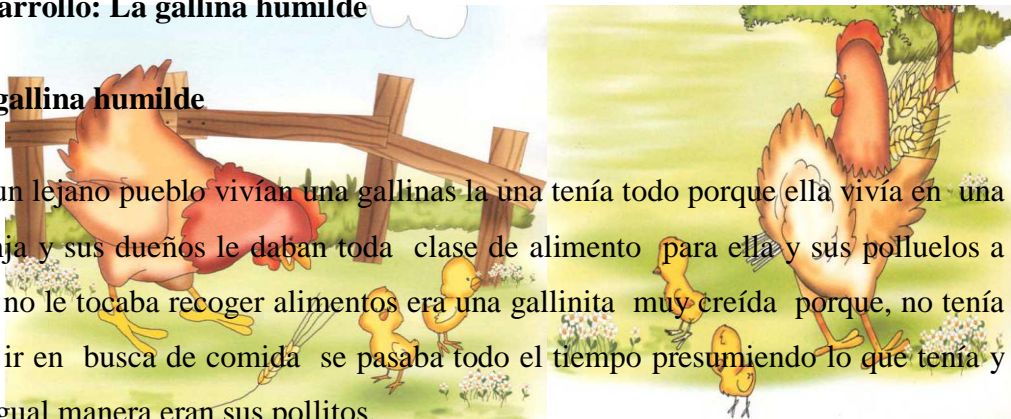 arrollo: La gallina humilde
gallina humilde
un lejano pueblo vivían una gallinas la una tenía todo porque ella vivía en una
ja y sus dueños le daban toda clase de alimento para ella y sus polluelos a
no le tocaba recoger alimentos era una gallinita muy creída porque, no tenía
ir en busca de comida se pasaba todo el tiempo presumiendo lo que tenía y
gual manera eran sus pollitos